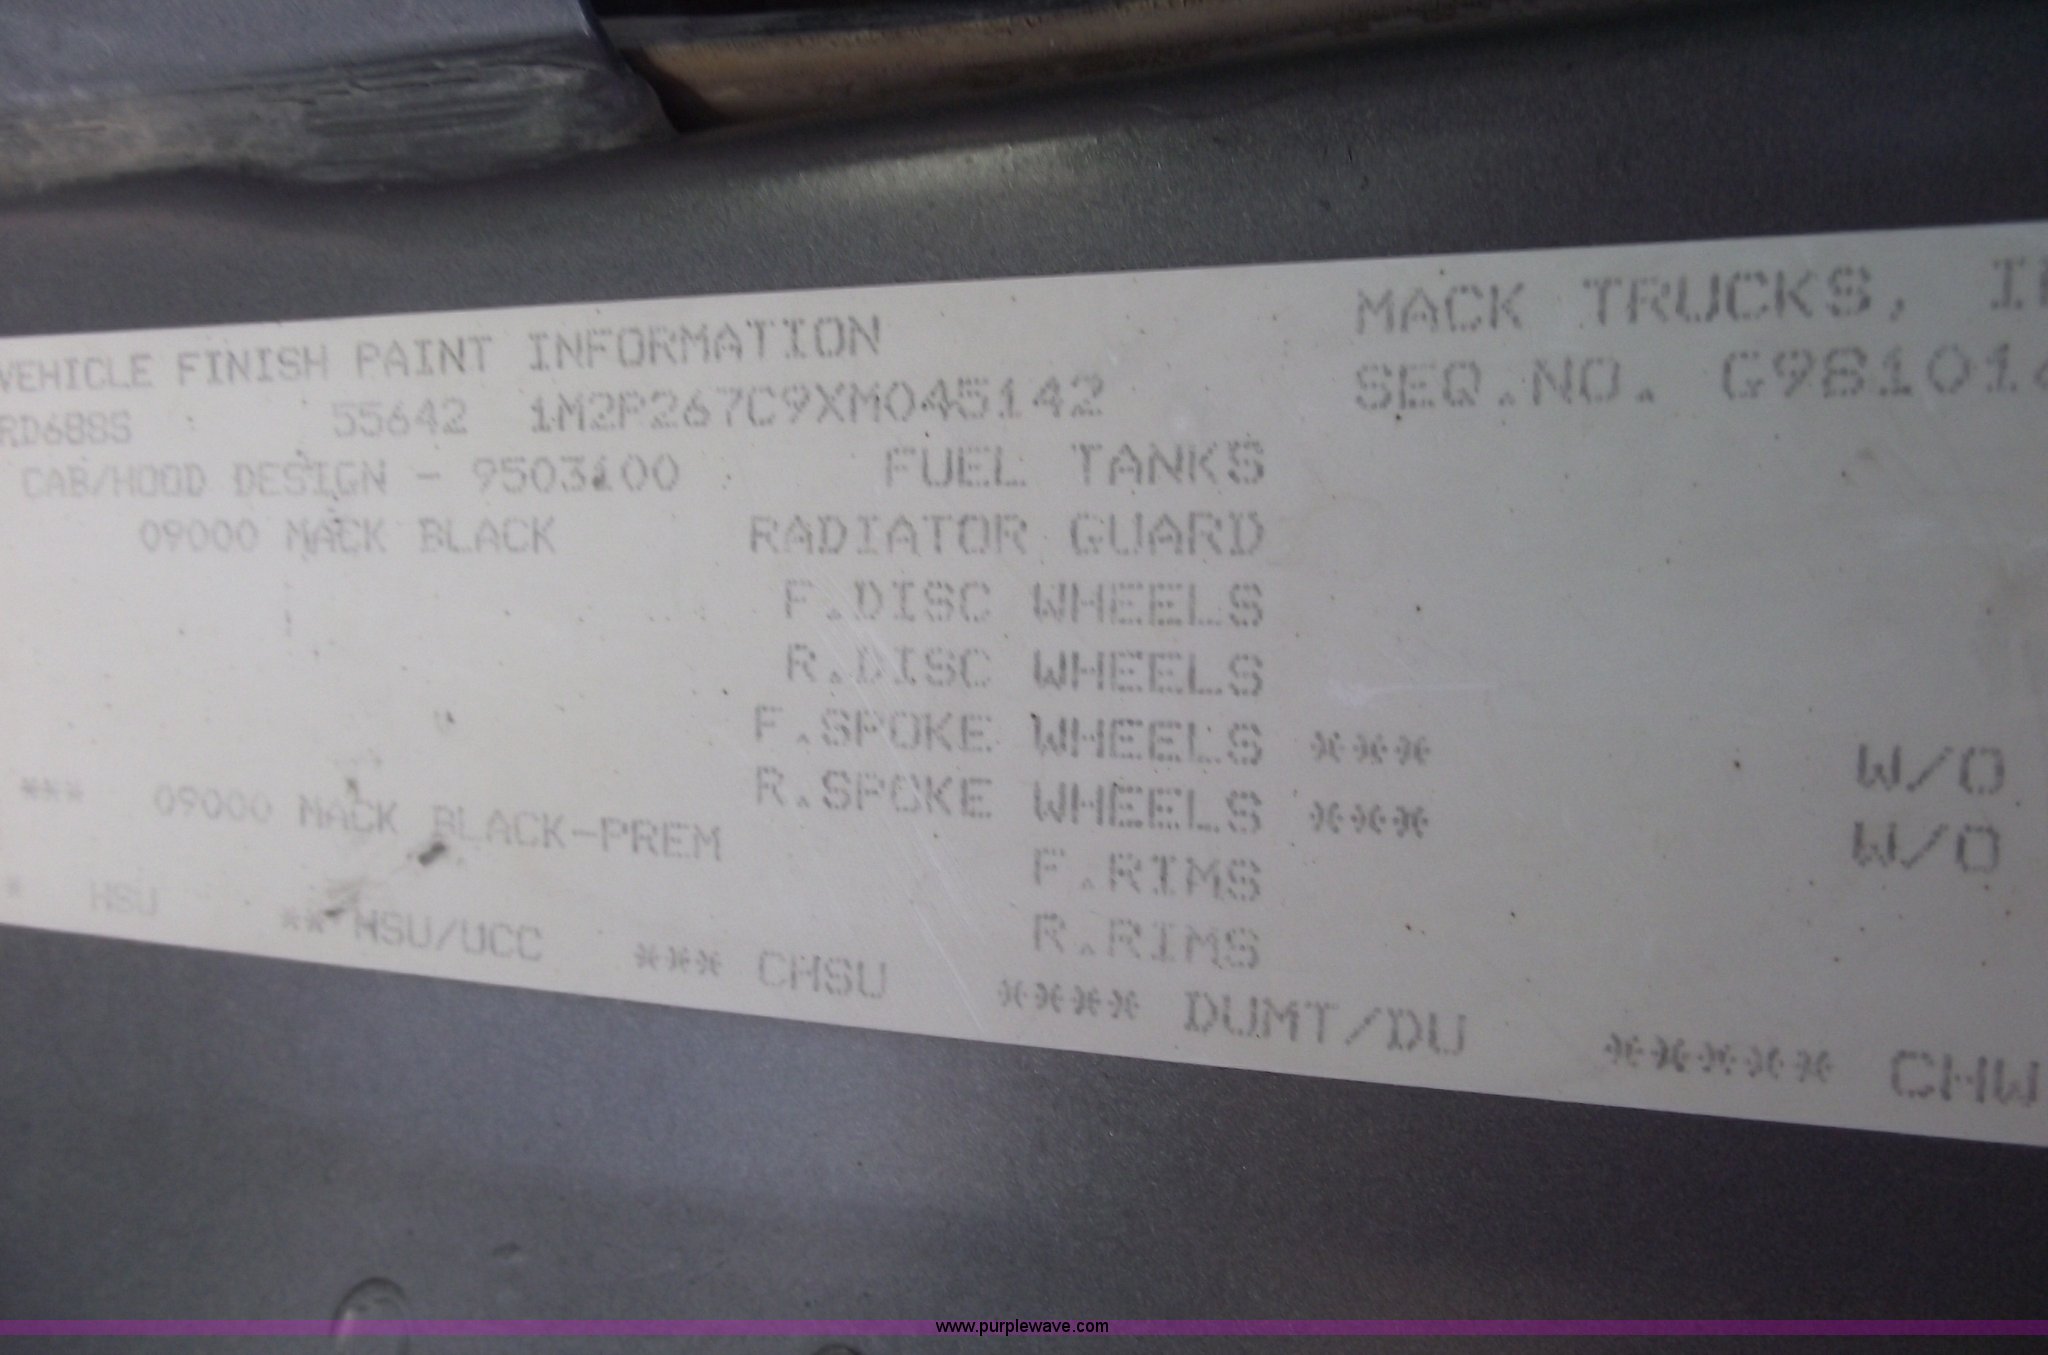 VEHICLE FINISH PAINT INFORMATION MACK TRUCKS,
RD688S 55642 1M2P267C9XM045142 SEQ.NO. G981016
CAB/HOOD DESIGN - 9503100 FUEL TANKS
09000 MACK BLACK RADIATOR GUARD
F.DISC WHEELS
R.DISC WHEELS
F.SPOKE WHEELS **** W/O
*** 09000 MACK BLACK-PREM R.SPOKE WHEELS **** W/O
F.RIMS
R.RIMS
* HSU ** HSU/UCC *** CHSU **** DUMT/DU ***** CHW
www.purplewave.com